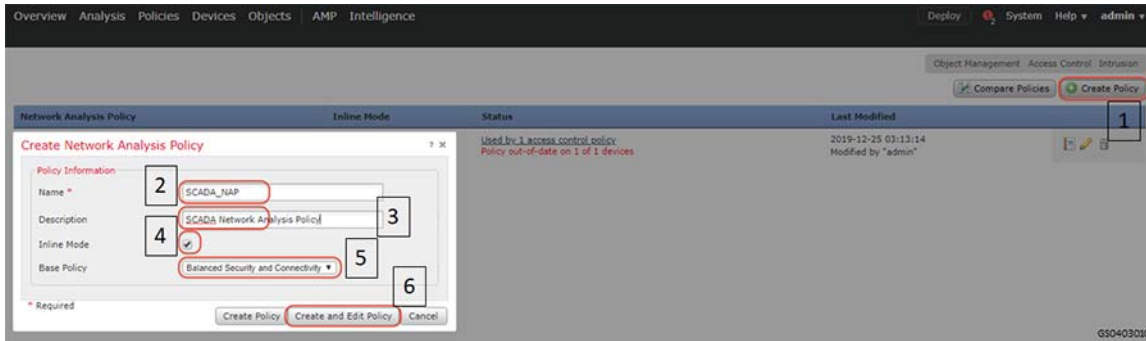 Overview Analysis Policies Devices Objects AMP Intelligence Deploy 2 System Help admin
Object Management Access Control Intrusion
Compare Policies Create Policy
1
Network Analysis Policy Inline Mode Status Last Modified
Used by 1 access control policy
Policy out-of-date on 1 of 1 devices
2019-12-25 03:13:14
Modified by "admin"
Create Network Analysis Policy ? X
Policy Information
Name * 2 SCADA_NAP
Description SCADA Network Analysis Policy 3
Inline Mode 4
Base Policy Balanced Security and Connectivity 5
6
* Required
Create Policy Create and Edit Policy Cancel
GS0403010